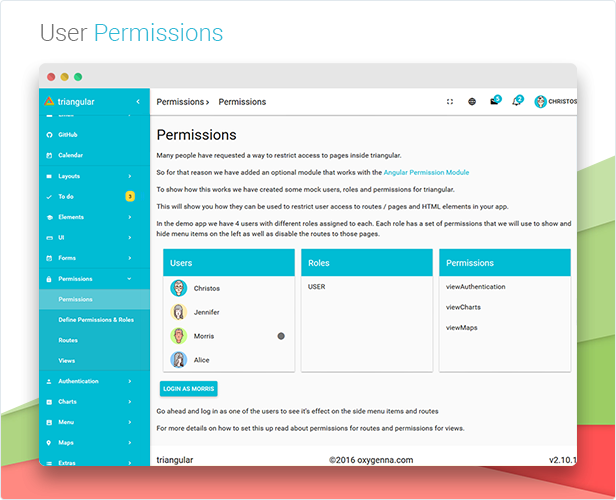 User Permissions
triangular
Permissions > Permissions
5
2
CHRISTOS
GitHub
Calendar
Layouts
To do
3
Elements
UI
Forms
Permissions
Permissions
Define Permissions & Roles
Routes
Views
Authentication
Charts
Menu
Maps
Extras
Permissions
Many people have requested a way to restrict access to pages inside triangular.
So for that reason we have added an optional module that works with the Angular Permission Module
To show how this works we have created some mock users, roles and permissions for triangular.
This will show you how they can be used to restrict user access to routes / pages and HTML elements in your app.
In the demo app we have 4 users with different roles assigned to each. Each role has a set of permissions that we will use to show and
hide menu items on the left as well as disable the routes to those pages.
Users
Christos
Jennifer
Morris
Alice
Roles
USER
Permissions
viewAuthentication
viewCharts
viewMaps
LOGIN AS MORRIS
Go ahead and log in as one of the users to see it's effect on the side menu items and routes
For more details on how to set this up read about permissions for routes and permissions for views.
triangular
©2016 oxygenna.com
v2.10.1